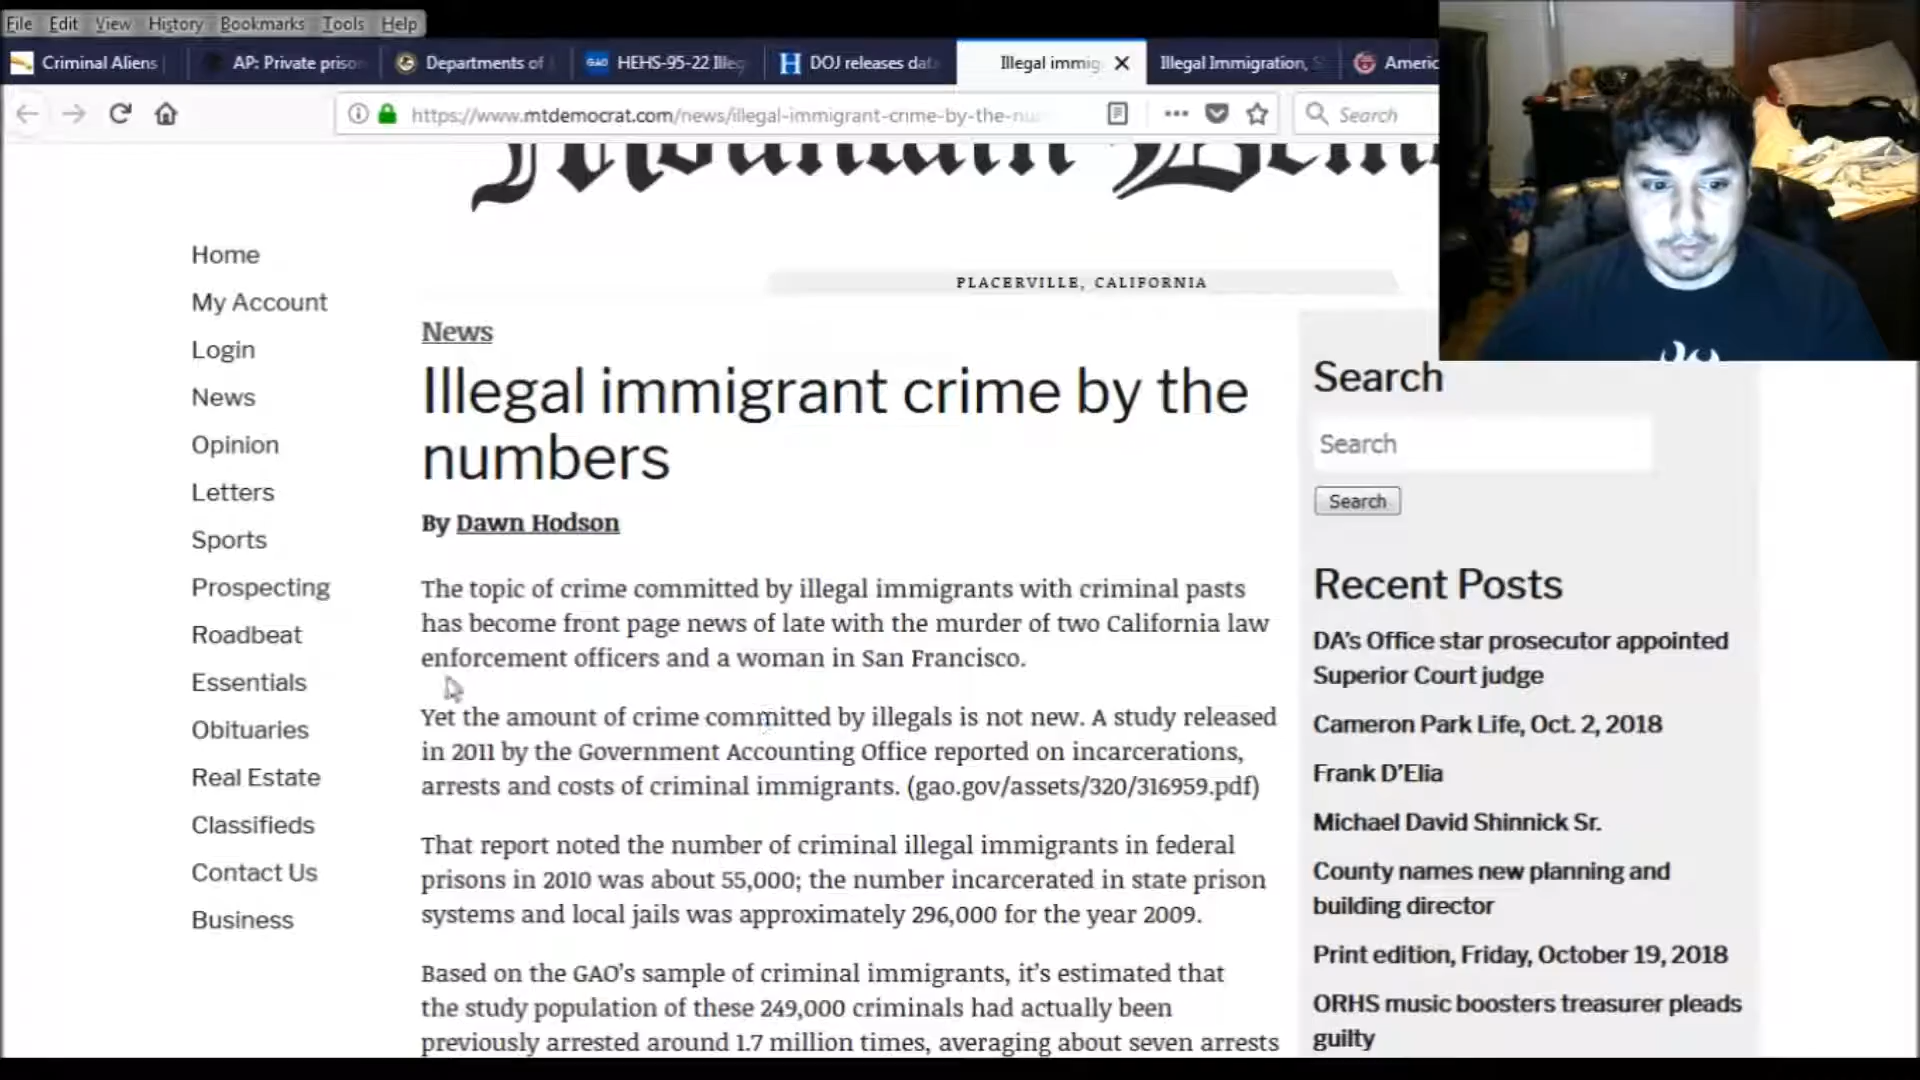 File Edit View History Bookmarks Tools Help
Criminal Aliens AP: Private prison Departments of GAO HEHS-95-22 Illeg H DOJ releases dat Illegal immig Illegal Immigration, Americ
https://www.mtdemocrat.com/news/illegal-immigrant-crime-by-the-nu Search
PLACERVILLE, CALIFORNIA
Home
My Account
Login
News
Opinion
Letters
Sports
Prospecting
Roadbeat
Essentials
Obituaries
Real Estate
Classifieds
Contact Us
Business
News
Illegal immigrant crime by the
numbers
By Dawn Hodson
The topic of crime committed by illegal immigrants with criminal pasts
has become front page news of late with the murder of two California law
enforcement officers and a woman in San Francisco.
Yet the amount of crime committed by illegals is not new. A study released
in 2011 by the Government Accounting Office reported on incarcerations,
arrests and costs of criminal immigrants. (gao.gov/assets/320/316959.pdf)
That report noted the number of criminal illegal immigrants in federal
prisons in 2010 was about 55,000; the number incarcerated in state prison
systems and local jails was approximately 296,000 for the year 2009.
Based on the GAO's sample of criminal immigrants, it's estimated that
the study population of these 249,000 criminals had actually been
previously arrested around 1.7 million times, averaging about seven arrests
Search
Search
Search
Recent Posts
DA's Office star prosecutor appointed
Superior Court judge
Cameron Park Life, Oct. 2, 2018
Frank D'Elia
Michael David Shinnick Sr.
County names new planning and
building director
Print edition, Friday, October 19, 2018
ORHS music boosters treasurer pleads
guilty